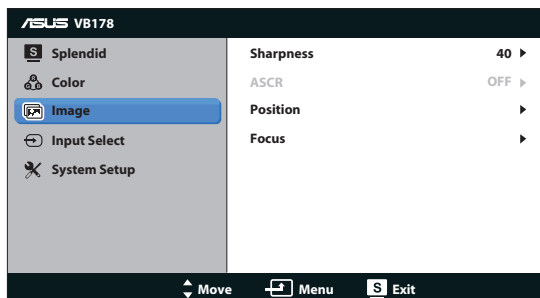 ASUS VB178
S Splendid
Color
Image
Input Select
System Setup
Sharpness 40
ASCR OFF
Position
Focus
Move Menu S Exit